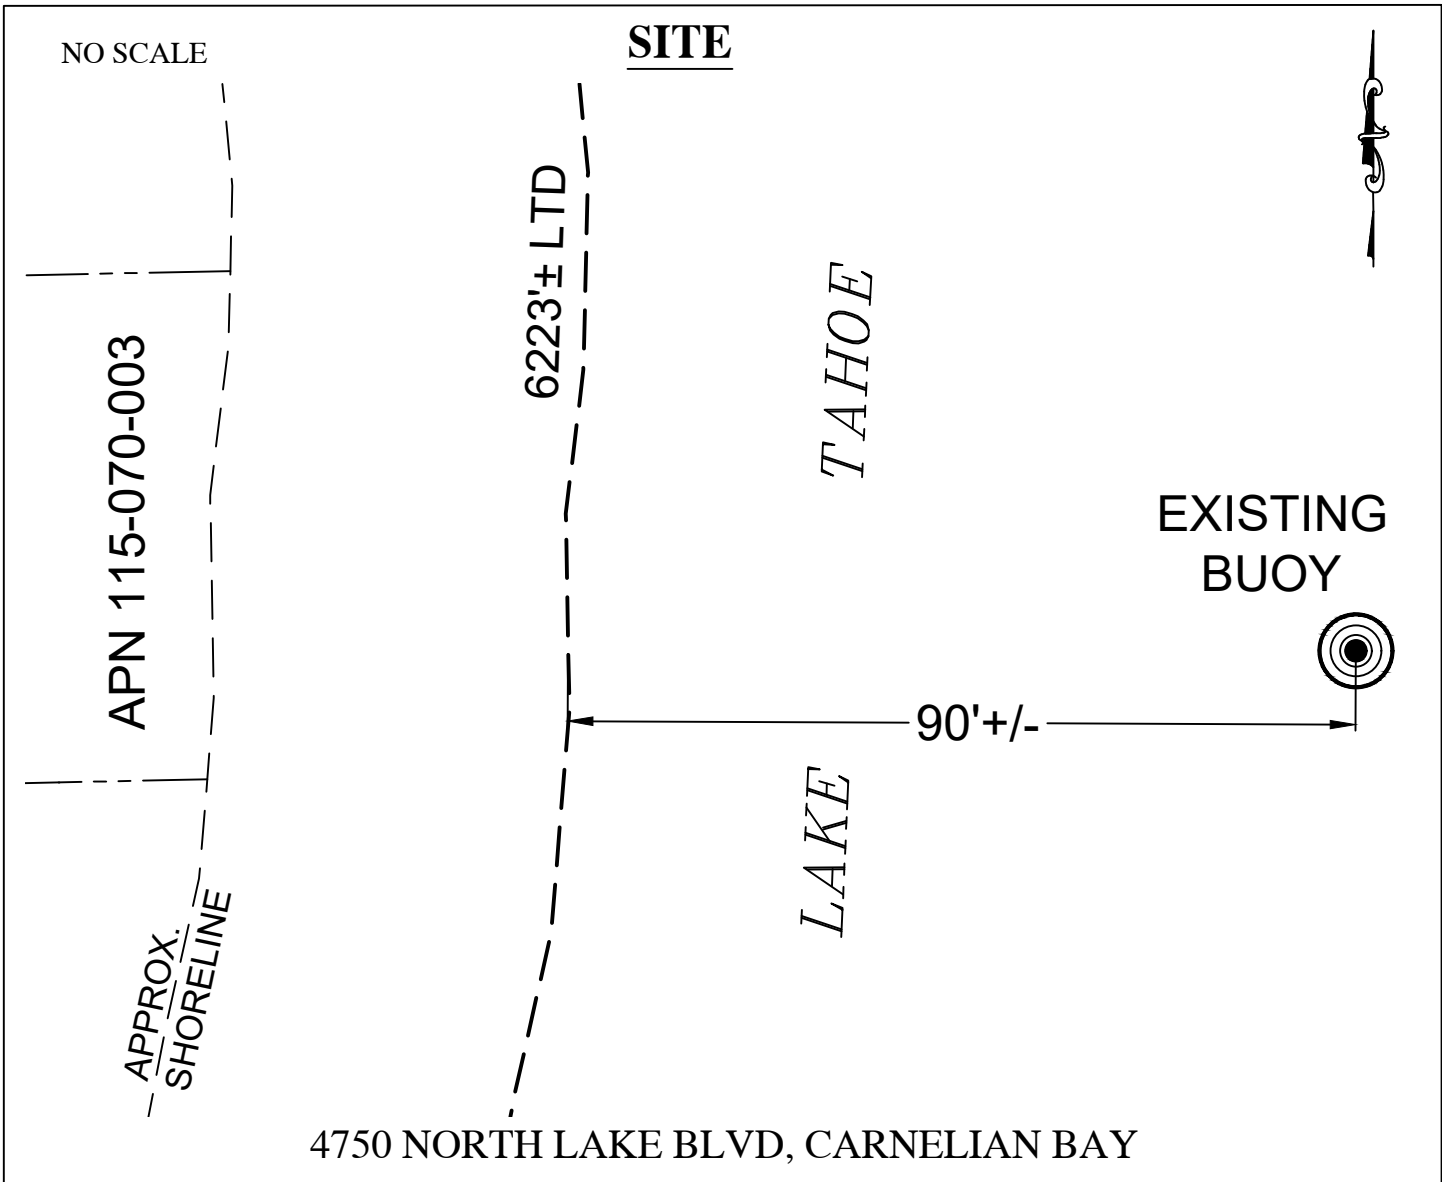 NO SCALE
SITE
6223'± LTD
TAHOE
APN 115-070-003
EXISTING
BUOY
90'+/-
LAKE
APPROX.
SHORELINE
4750 NORTH LAKE BLVD, CARNELIAN BAY